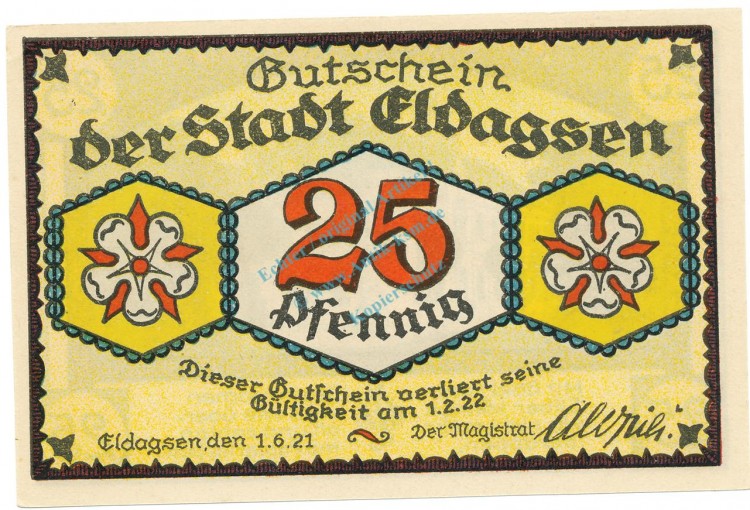 Gutschein
der Stadt Eldagsen
25
Pfennig
Dieser Gutschein verliert seine
Gültigkeit am 1.2.22
Eldagsen, den 1.6.21
Der Magistrat